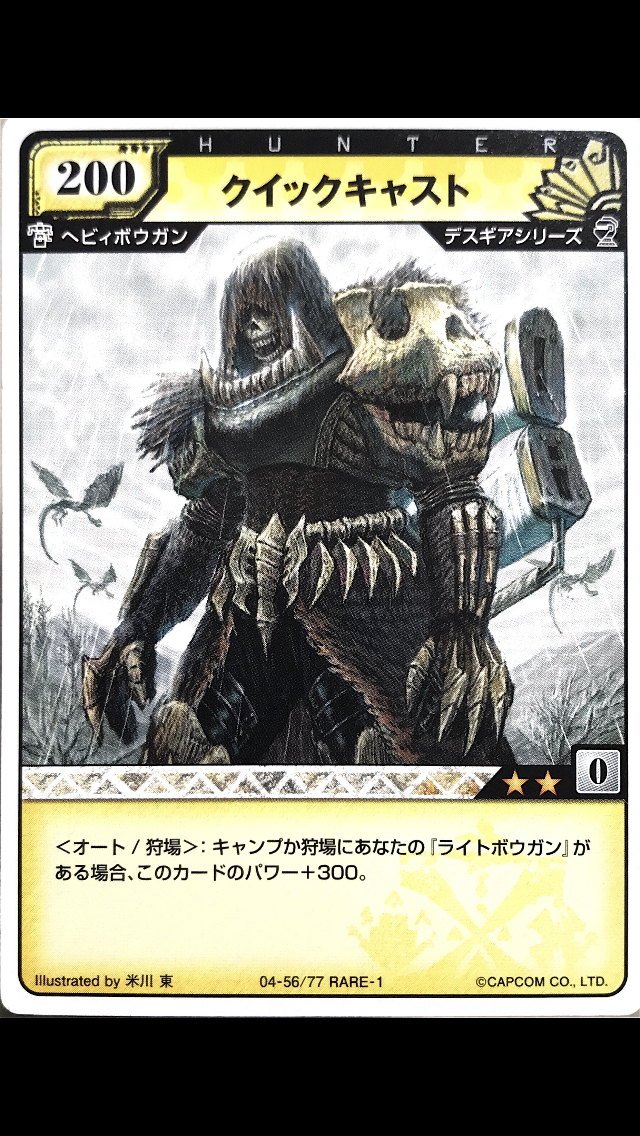 HUNTER
200
クイックキャスト
ヘビィボウガン
デスギアシリーズ
0
＜オート / 狩場＞：キャンプか狩場にあなたの『ライトボウガン』が
ある場合、このカードのパワー＋300。
Illustrated by 米川 東
04-56/77 RARE-1
©CAPCOM CO., LTD.